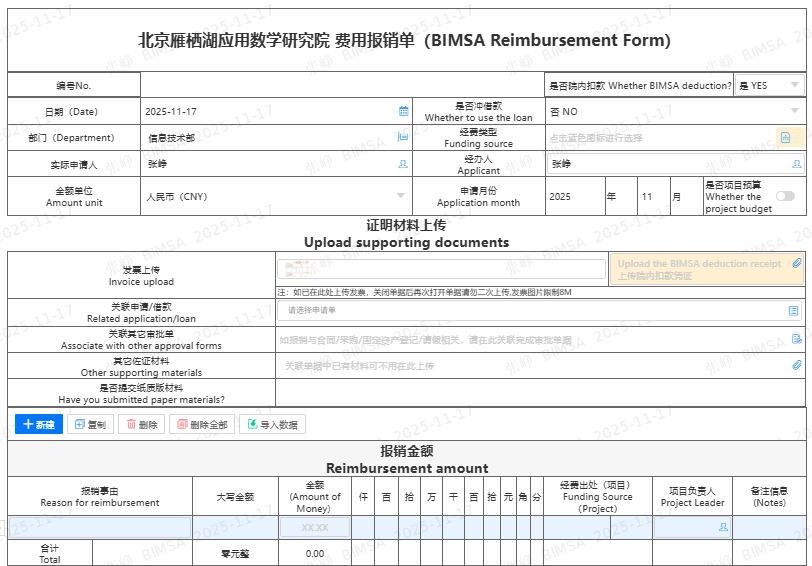 北京雁栖湖应用数学研究院 费用报销单（BIMSA Reimbursement Form）
编号No.
是否院内扣款 Whether BIMSA deduction?
是 YES
日期（Date）
2025-11-17
是否冲借款
Whether to use the loan
否 NO
部门（Department）
信息技术部
经费类型
Funding source
点击蓝色图标进行选择
实际申请人
张峥
经办人
Applicant
张峥
金额单位
Amount unit
人民币（CNY）
申请月份
Application month
2025
年
11
月
是否项目预算
Whether the
project budget
证明材料上传
Upload supporting documents
发票上传
Invoice upload
Upload the BIMSA deduction receipt
上传院内扣款凭证
注：如已在此处上传发票，关闭单据后再次打开单据请勿二次上传,发票图片限制8M
关联申请/借款
Related application/loan
请选择申请单
关联其它审批单
Associate with other approval forms
如报销与合同/采购/固定资产登记/请假相关，请在此关联完成审批单据
其它佐证材料
Other supporting materials
关联单据中已有材料可不用在此上传
是否提交纸质版材料
Have you submitted paper materials?
新建
复制
删除
删除全部
导入数据
报销金额
Reimbursement amount
报销事由
Reason for reimbursement
大写金额
金额
(Amount of
Money)
仟
百
拾
万
千
百
拾
元
角
分
经费出处（项目）
Funding Source
(Project)
项目负责人
Project Leader
备注信息
(Notes)
XX.XX
合计
Total
零元整
0.00
张峥 BIMSA 2025-11-17